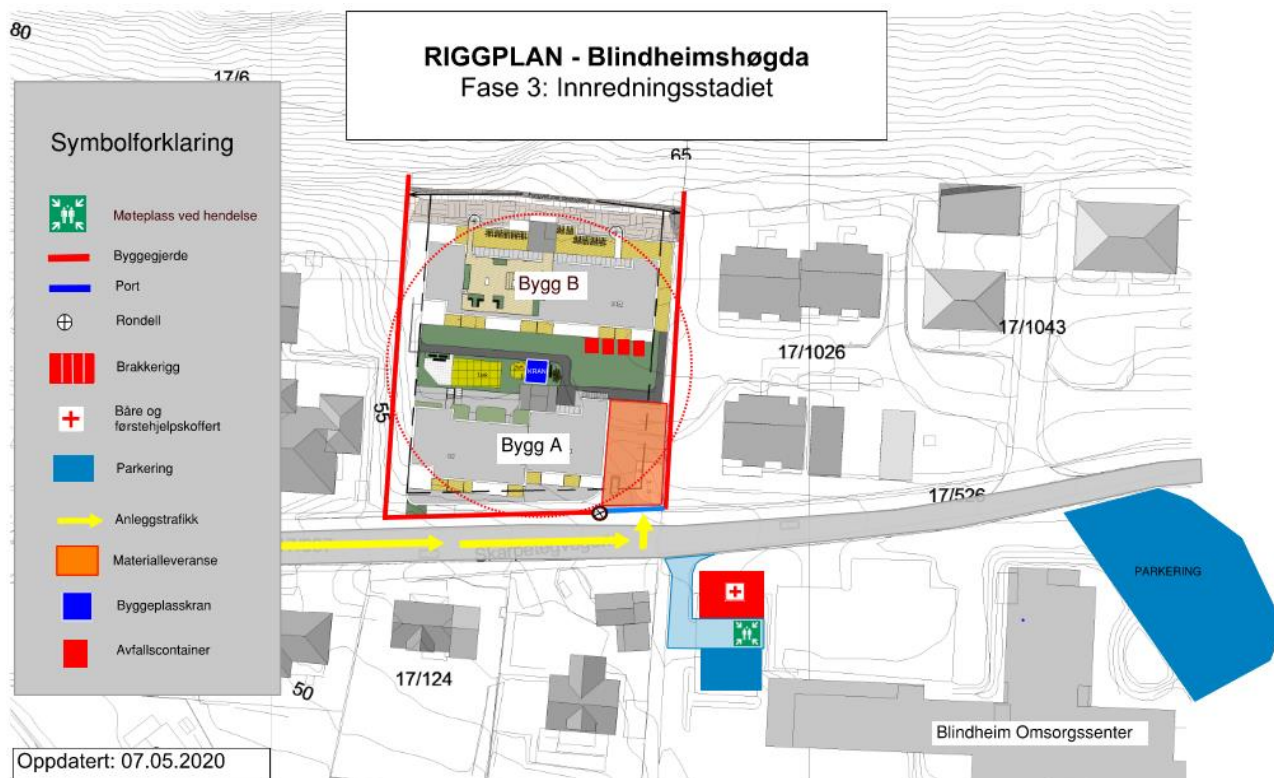 80
RIGGPLAN - Blindheimshøgda
Fase 3: Innredningsstadiet
17/6
65
Symbolforklaring
Møteplass ved hendelse
Byggegjerde
Port
Rondell
Brakkerigg
Båre og
førstehjelpskoffert
Parkering
Anleggstrafikk
Materialleveranse
Byggeplasskran
Avfallscontainer
Bygg B
KRAN
55
Bygg A
17/1026
17/1043
17/526
PARKERING
17/124
50
Blindheim Omsorgssenter
Oppdatert: 07.05.2020